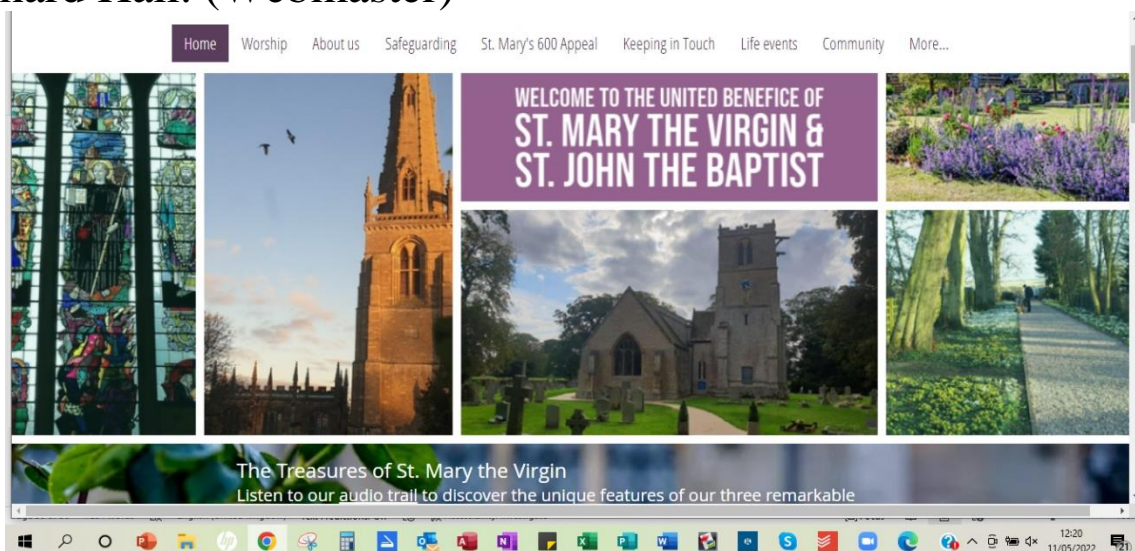 Hall. (Webmaster)
Home Worship About us Safeguarding St. Mary's 600 Appeal Keeping in Touch Life events Community More...
WELCOME TO THE UNITED BENEFICE OF
ST. MARY THE VIRGIN &
ST. JOHN THE BAPTIST
The Treasures of St. Mary the Virgin
Listen to our audio trail to discover the unique features of our three remarkable
12:20
11/05/2022